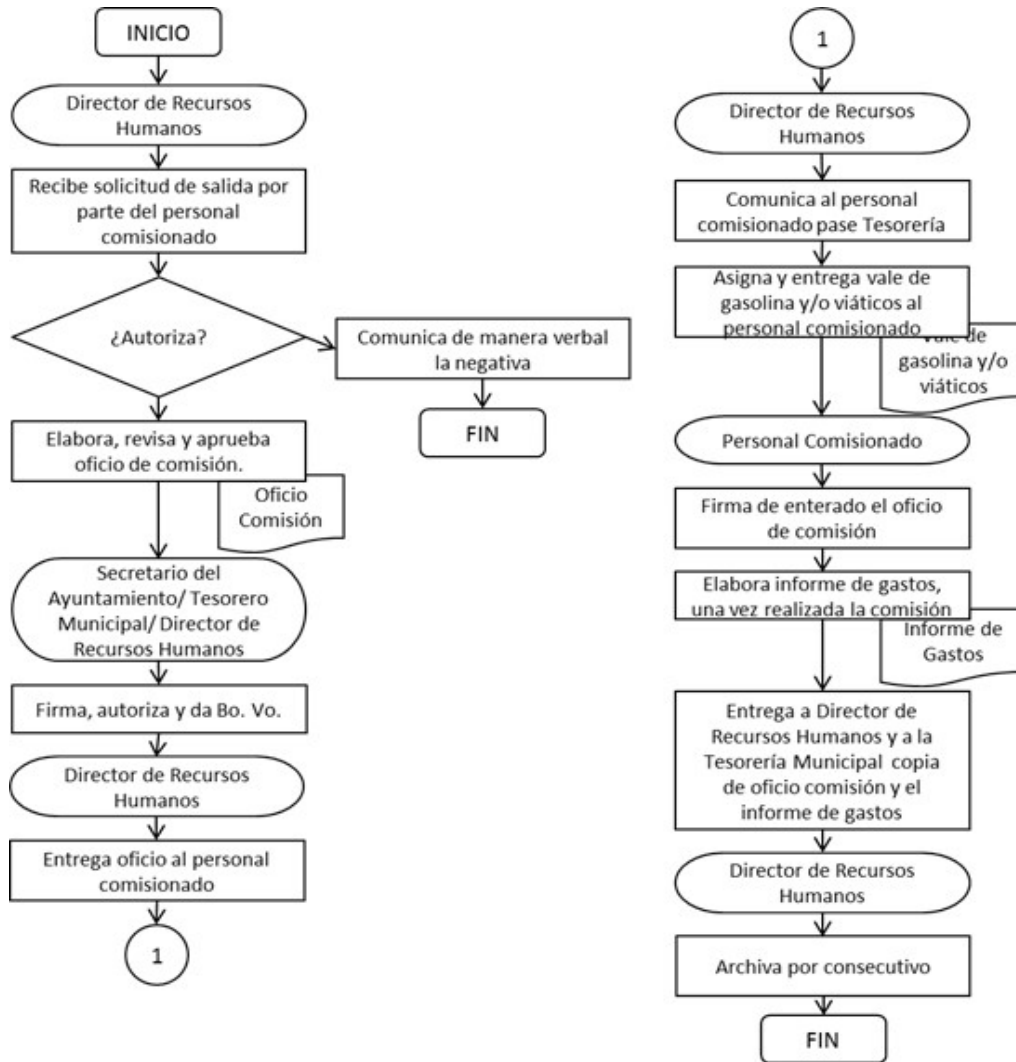 INICIO
Director de Recursos
Humanos
Recibe solicitud de salida por
parte del personal
comisionado
¿Autoriza?
Comunica de manera verbal
la negativa
FIN
Elabora, revisa y aprueba
oficio de comisión.
Oficio
Comisión
Secretario del
Ayuntamiento/ Tesorero
Municipal/ Director de
Recursos Humanos
Firma, autoriza y da Bo. Vo.
Director de Recursos
Humanos
Entrega oficio al personal
comisionado
1
1
Director de Recursos
Humanos
Comunica al personal
comisionado pase Tesorería
Asigna y entrega vale de
gasolina y/o viáticos al
personal comisionado
Vale de
gasolina y/o
viáticos
Personal Comisionado
Firma de enterado el oficio
de comisión
Elabora informe de gastos,
una vez realizada la comisión
Informe de
Gastos
Entrega a Director de
Recursos Humanos y a la
Tesorería Municipal copia
de oficio comisión y el
informe de gastos
Director de Recursos
Humanos
Archiva por consecutivo
FIN